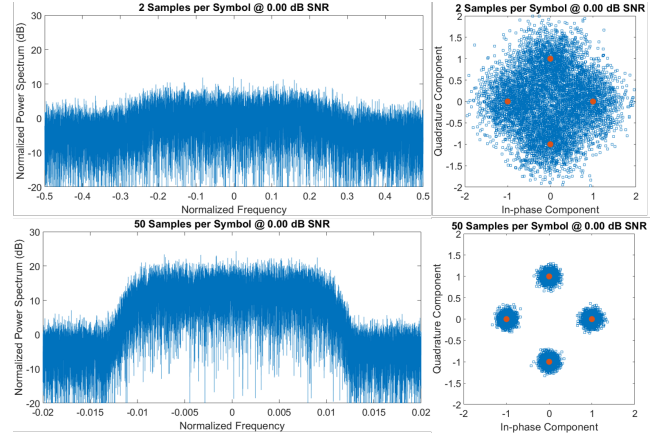 2 Samples per Symbol @ 0.00 dB SNR
Normalized Power Spectrum (dB)
30
20
10
0
-10
-20
-0.5 -0.4 -0.3 -0.2 -0.1 0 0.1 0.2 0.3 0.4 0.5
Normalized Frequency
2 Samples per Symbol @ 0.00 dB SNR
Quadrature Component
2
1.5
1
0.5
0
-0.5
-1
-1.5
-2
-2 -1 0 1 2
In-phase Component
50 Samples per Symbol @ 0.00 dB SNR
Normalized Power Spectrum (dB)
30
20
10
0
-10
-20
-0.02 -0.015 -0.01 -0.005 0 0.005 0.01 0.015 0.02
Normalized Frequency
50 Samples per Symbol @ 0.00 dB SNR
Quadrature Component
2
1.5
1
0.5
0
-0.5
-1
-1.5
-2
-2 -1 0 1 2
In-phase Component